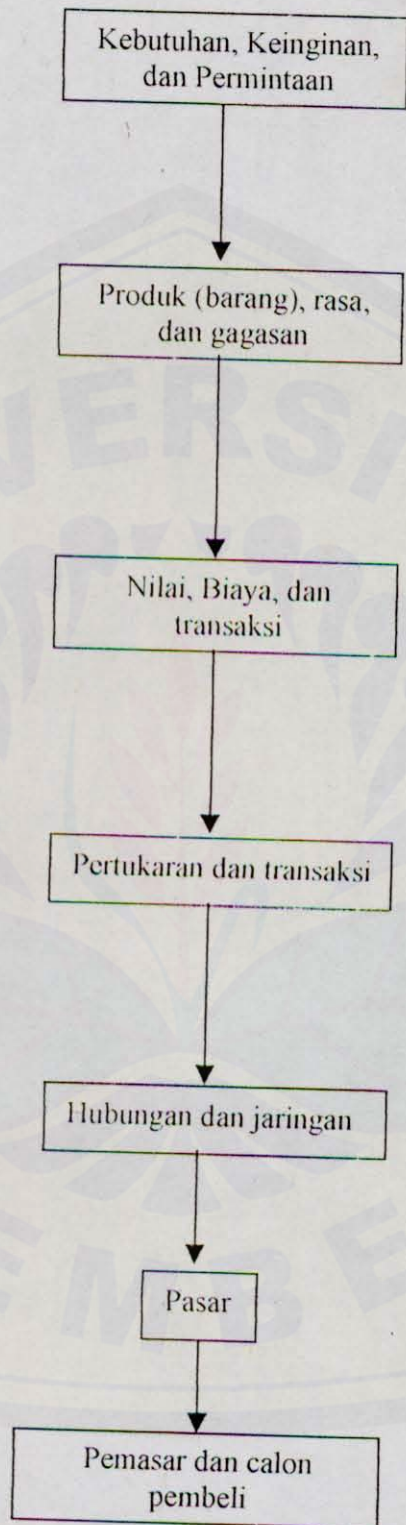 Kebutuhan, Keinginan,
dan Permintaan
Produk (barang), rasa,
dan gagasan
Nilai, Biaya, dan
transaksi
Pertukaran dan transaksi
Hubungan dan jaringan
Pasar
Pemasar dan calon
pembeli